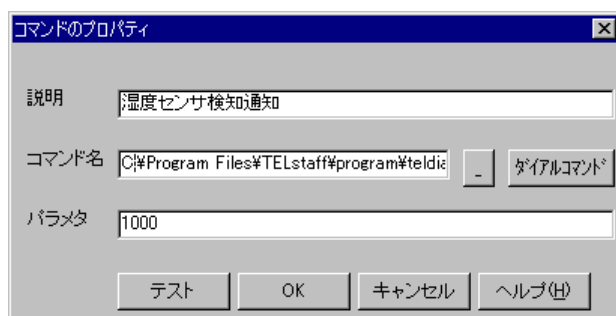 コマンドのプロパティ
説明 湿度センサ検知通知
コマンド名 C:¥Program Files¥TELstaff¥program¥teldia _ ﾀﾞｲｱﾙｺﾏﾝﾄﾞ
パラメタ 1000
テスト OK キャンセル ヘルプ(H)